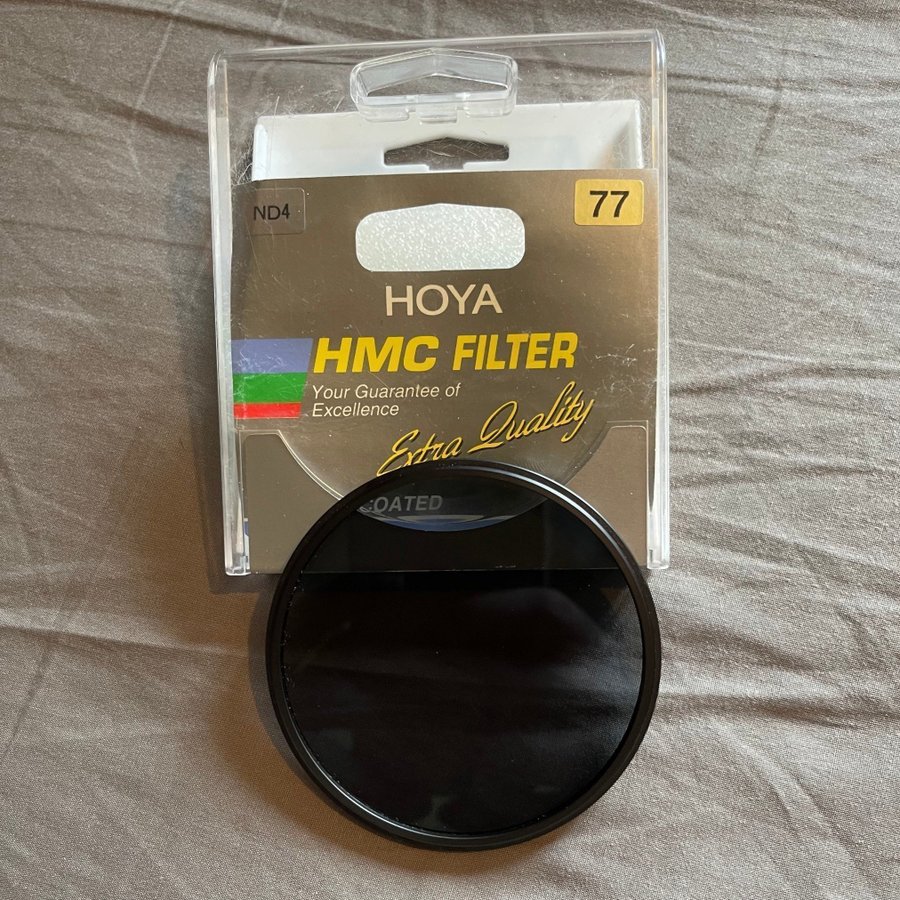 ND4
77
HOYA
HMC FILTER
Your Guarantee of
Excellence
Extra Quality
COATED